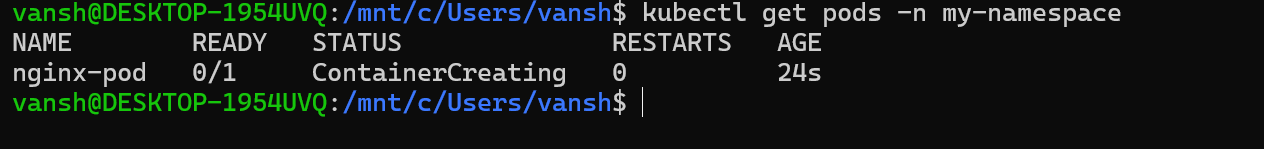 vansh@DESKTOP-1954UVQ:/mnt/c/Users/vansh$ kubectl get pods -n my-namespace
NAME        READY   STATUS              RESTARTS   AGE
nginx-pod   0/1     ContainerCreating   0          24s
vansh@DESKTOP-1954UVQ:/mnt/c/Users/vansh$